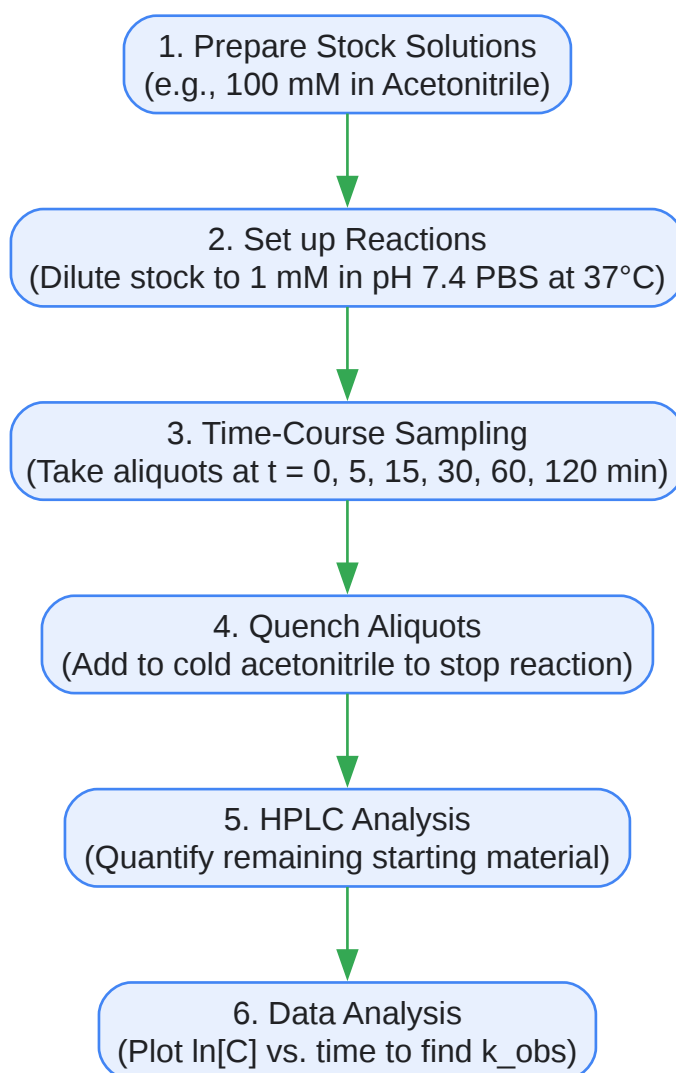 1. Prepare Stock Solutions
(e.g., 100 mM in Acetonitrile)
2. Set up Reactions
(Dilute stock to 1 mM in pH 7.4 PBS at 37°C)
3. Time-Course Sampling
(Take aliquots at t = 0, 5, 15, 30, 60, 120 min)
4. Quench Aliquots
(Add to cold acetonitrile to stop reaction)
5. HPLC Analysis
(Quantify remaining starting material)
6. Data Analysis
(Plot ln[C] vs. time to find k_obs)